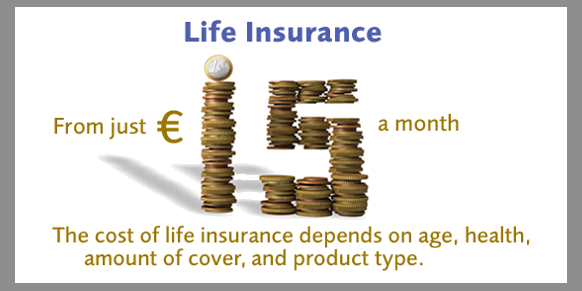 Life Insurance
From just € 15 a month
The cost of life insurance depends on age, health,
amount of cover, and product type.